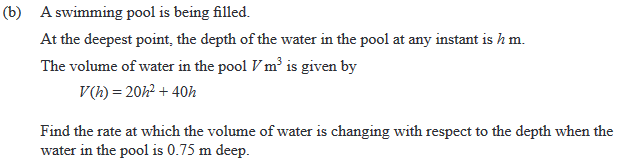 (b) A swimming pool is being filled.
At the deepest point, the depth of the water in the pool at any instant is h m.
The volume of water in the pool V m³ is given by
V(h) = 20h² + 40h
Find the rate at which the volume of water is changing with respect to the depth when the
water in the pool is 0.75 m deep.